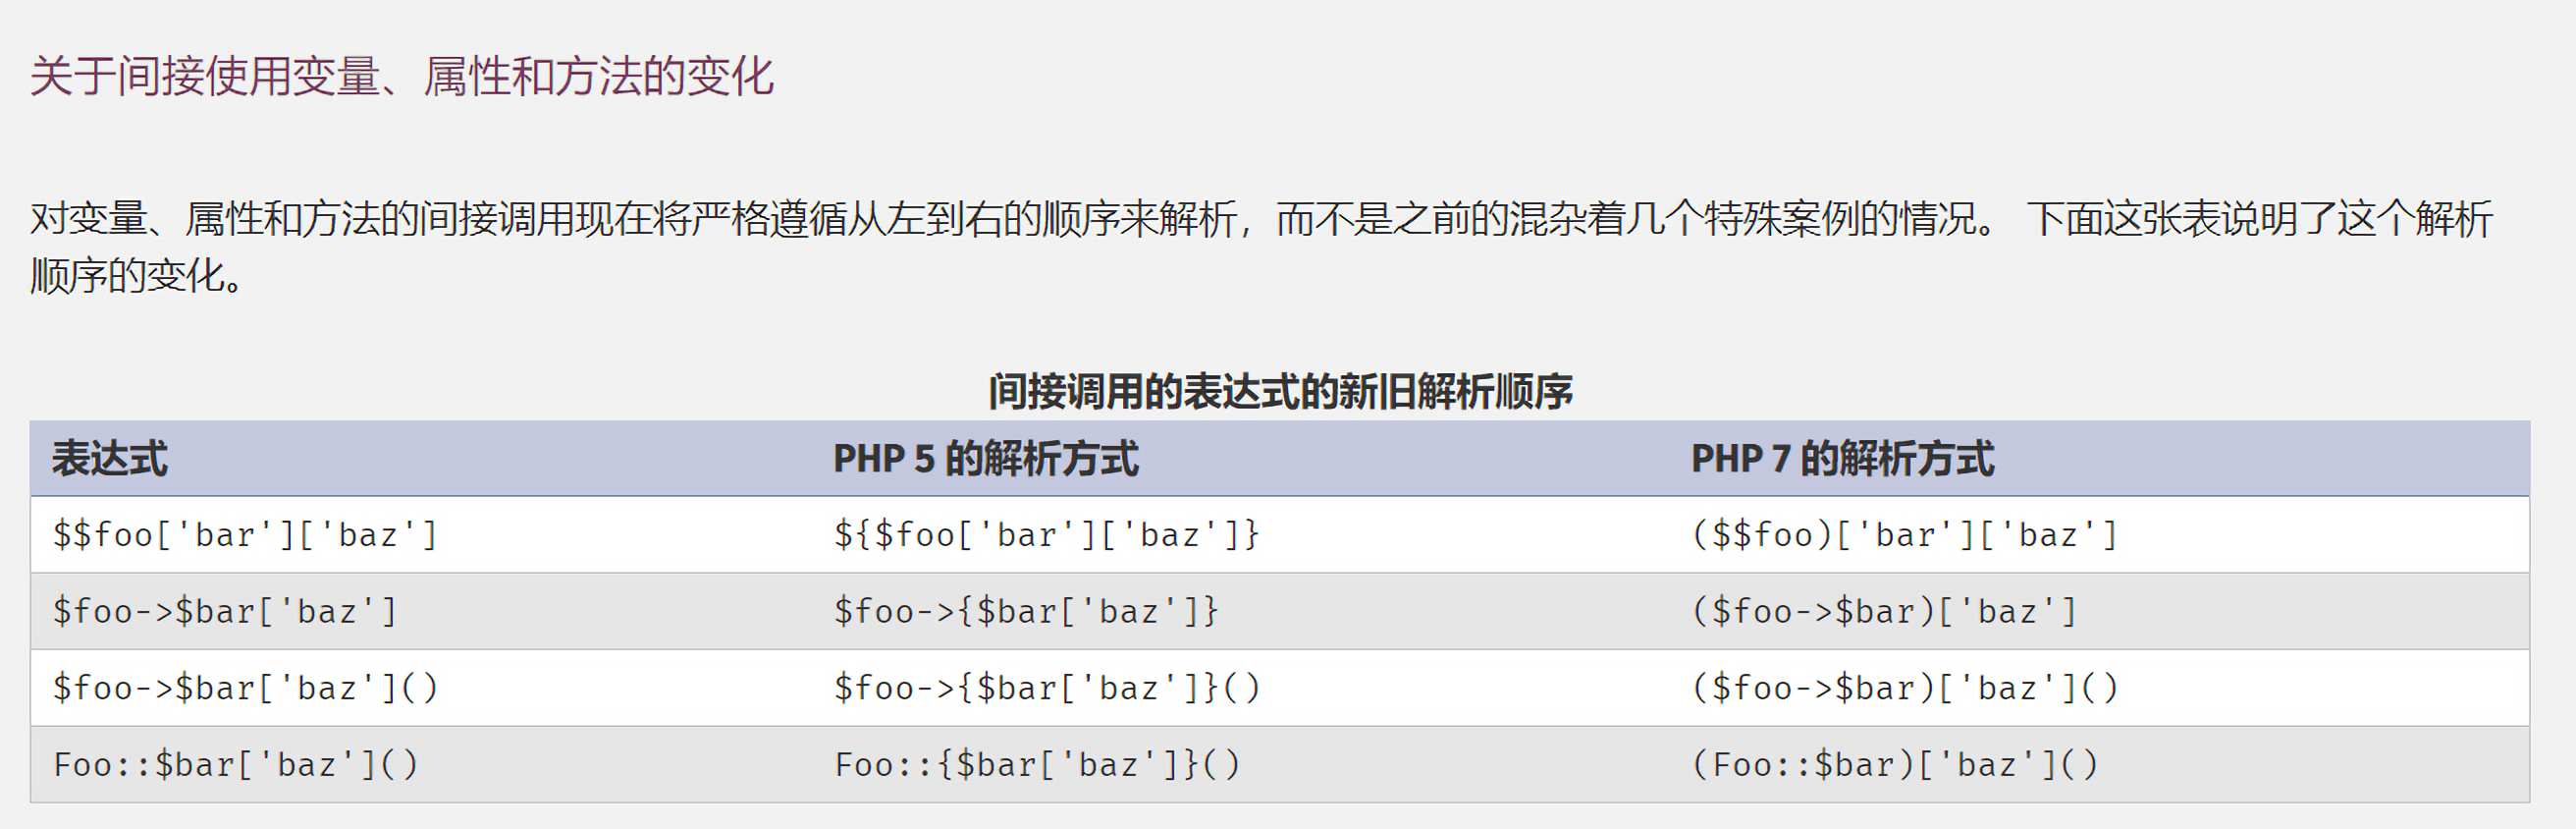 关于间接使用变量、属性和方法的变化
对变量、属性和方法的间接调用现在将严格遵循从左到右的顺序来解析，而不是之前的混杂着几个特殊案例的情况。 下面这张表说明了这个解析
顺序的变化。
间接调用的表达式的新旧解析顺序
表达式 PHP 5 的解析方式 PHP 7 的解析方式
$$foo['bar']['baz'] ${$foo['bar']['baz']} ($$foo)['bar']['baz']
$foo->$bar['baz'] $foo->{$bar['baz']} ($foo->$bar)['baz']
$foo->$bar['baz']() $foo->{$bar['baz']}() ($foo->$bar)['baz']()
Foo::$bar['baz']() Foo::{$bar['baz']}() (Foo::$bar)['baz']()